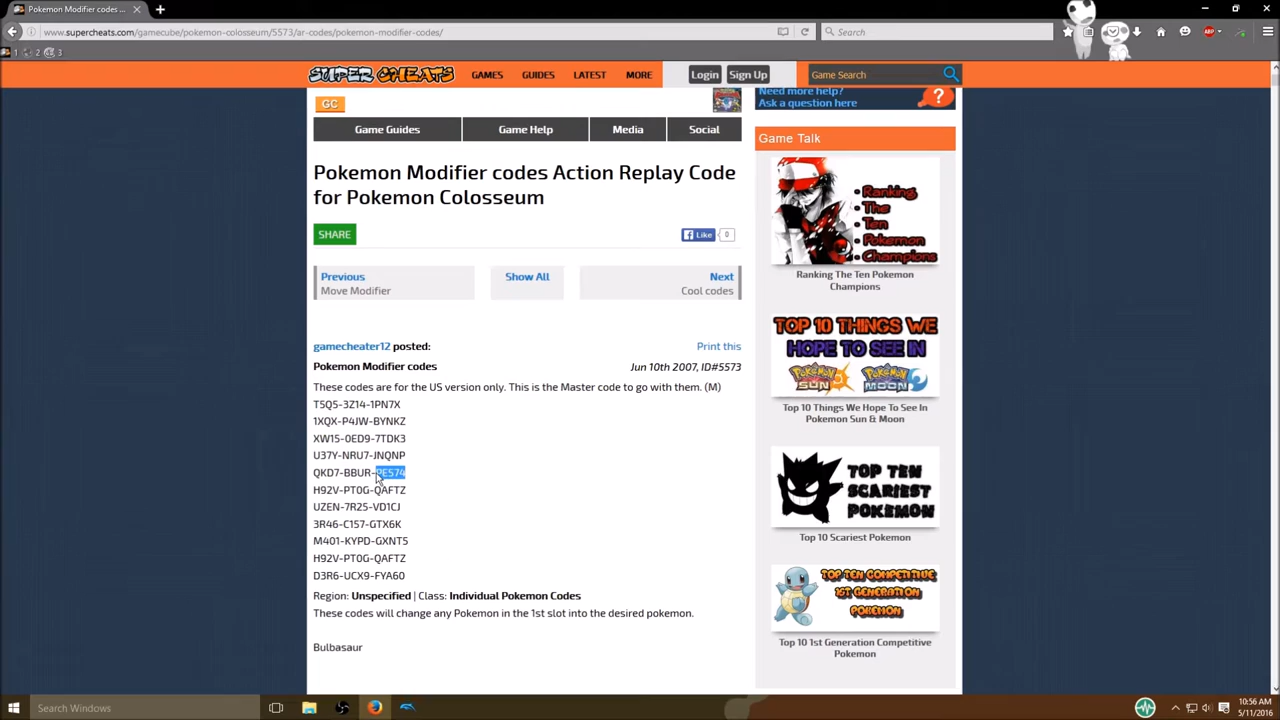 Pokemon Modifier codes ...
www.supercheats.com/gamecube/pokemon-colosseum/5573/ar-codes/pokemon-modifier-codes/
Search
ABP
1 2 3
SUPER CHEATS
GAMES GUIDES LATEST MORE
Login Sign Up
Game Search
GC
Game Guides Game Help Media Social
Pokemon Modifier codes Action Replay Code
for Pokemon Colosseum
SHARE
Like 0
Previous
Move Modifier
Show All
Next
Cool codes
gamecheater12 posted:
Print this
Pokemon Modifier codes
Jun 10th 2007, ID#5573
These codes are for the US version only. This is the Master code to go with them. (M)
T5Q5-3Z14-1PN7X
1XQX-P4JW-BYNKZ
XW15-0ED9-7TDK3
U37Y-NRU7-JNQNP
QKD7-BBUR-PE574
H92V-PT0G-QAFTZ
UZEN-7R25-VD1CJ
3R46-C157-GTX6K
M401-KYPD-GXNT5
H92V-PT0G-QAFTZ
D3R6-UCX9-FYA60
Region: Unspecified | Class: Individual Pokemon Codes
These codes will change any Pokemon in the 1st slot into the desired pokemon.
Bulbasaur
Need more help?
Ask a question here
?
Game Talk
• Ranking
• The
• Ten
• Pokemon
• Champions
Ranking The Ten Pokemon
Champions
TOP 10 THINGS WE
HOPE TO SEE IN
POKÉMON SUN & POKÉMON MOON
Top 10 Things We Hope To See In
Pokemon Sun & Moon
TOP TEN
SCARIEST
POKEMON
Top 10 Scariest Pokemon
TOP TEN COMPETITIVE
1ST GENERATION
POKEMON
Top 10 1st Generation Competitive
Pokemon
Search Windows
10:56 AM
5/11/2016